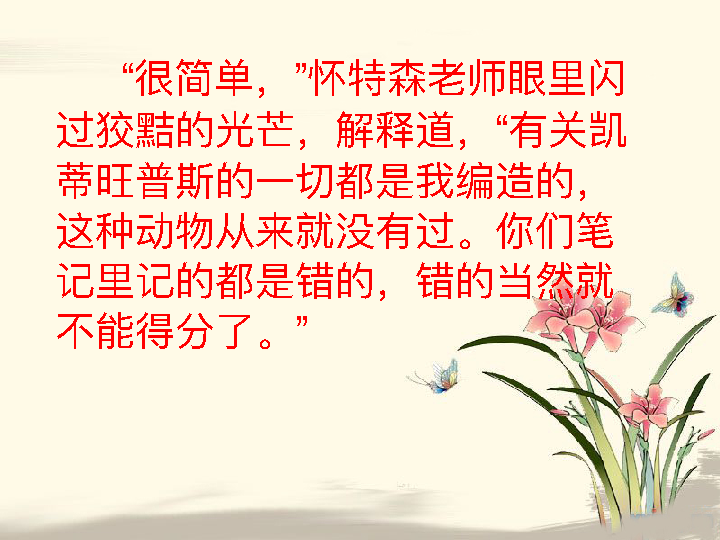 “很简单，”怀特森老师眼里闪
过狡黠的光芒，解释道，“有关凯
蒂旺普斯的一切都是我编造的，
这种动物从来就没有过。你们笔
记里记的都是错的，错的当然就
不能得分了。”